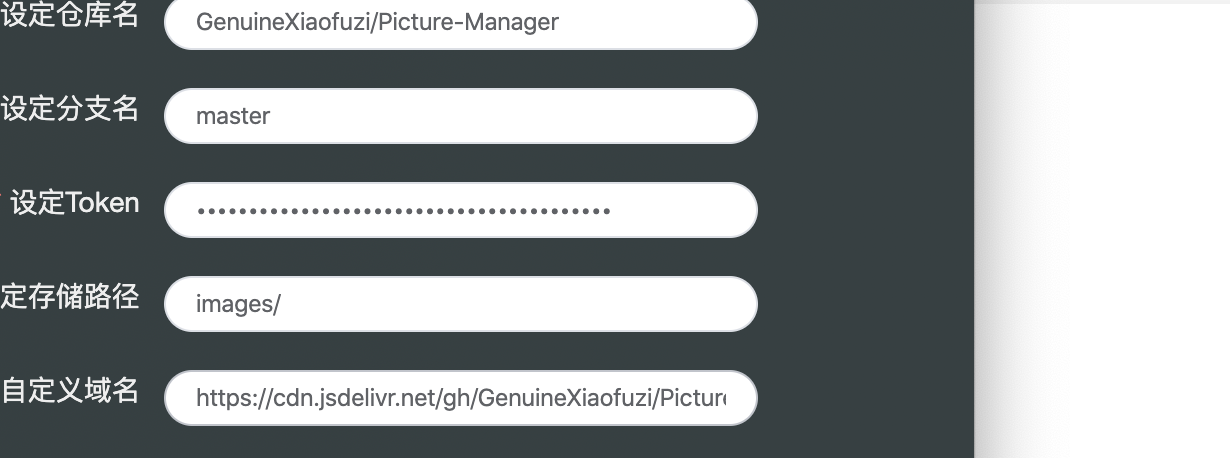 设定仓库名 GenuineXiaofuzi/Picture-Manager
设定分支名 master
设定Token ••••••••••••••••••••••••••••••••••••••••
定存储路径 images/
自定义域名 https://cdn.jsdelivr.net/gh/GenuineXiaofuzi/Picture